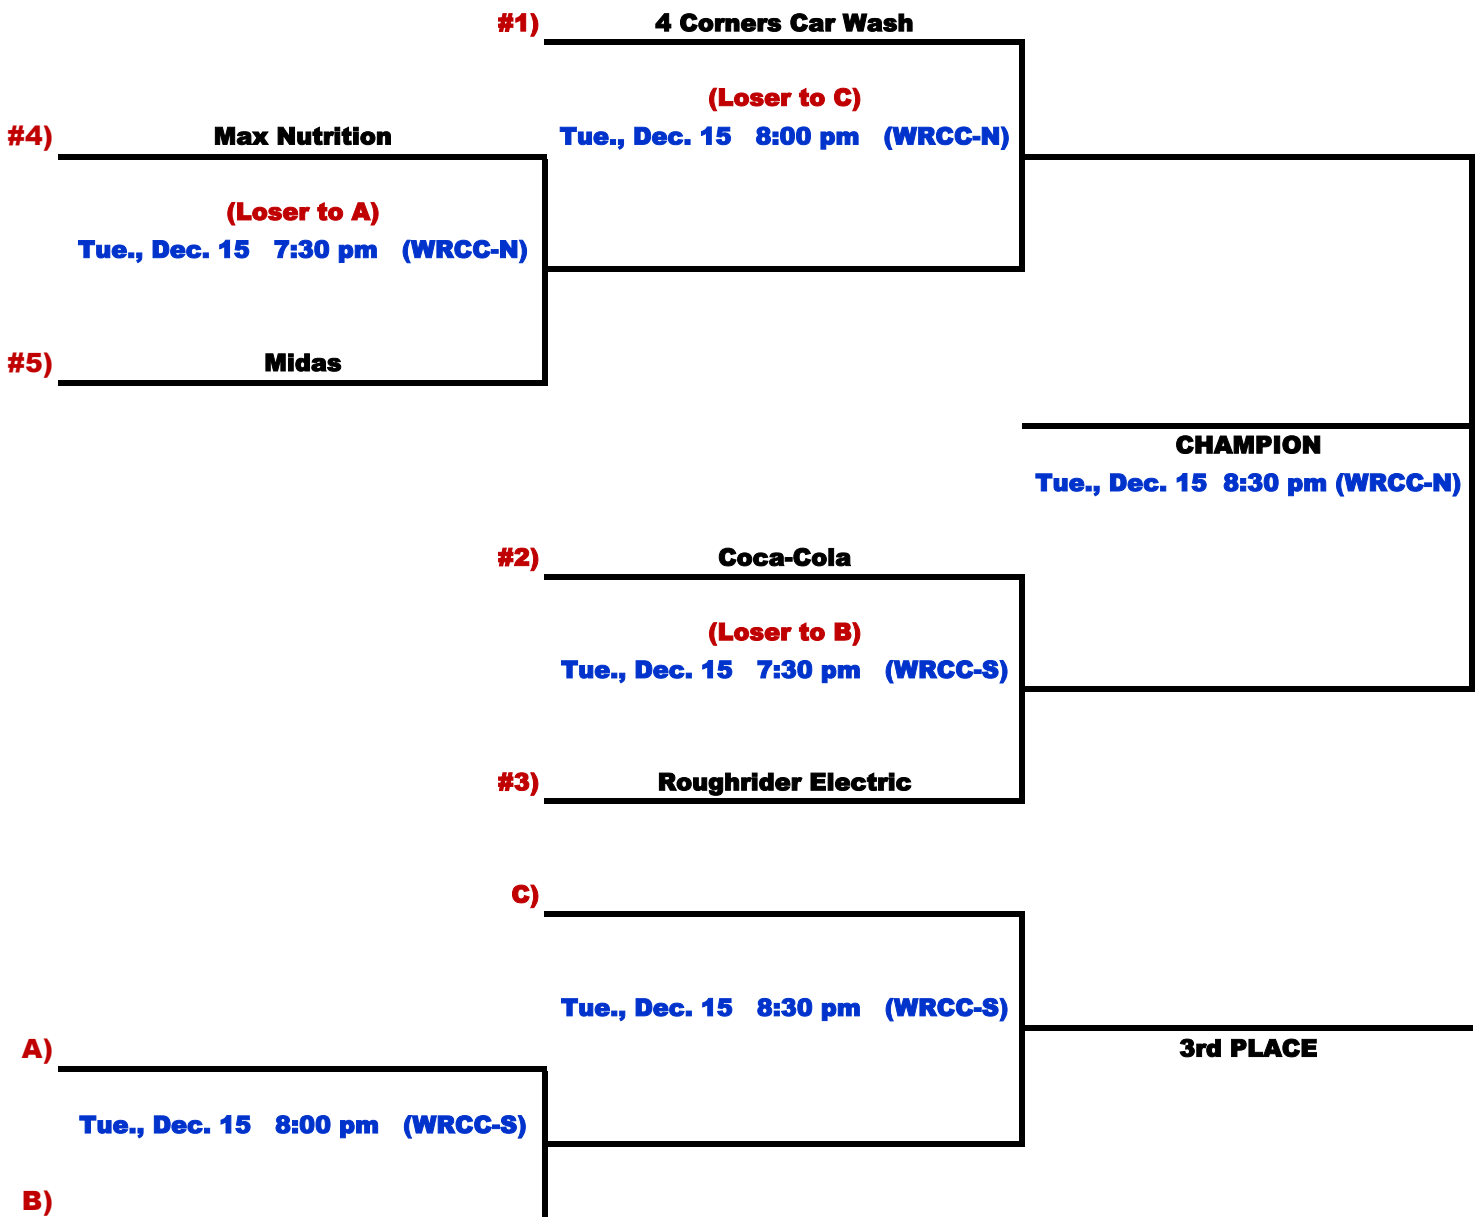 #1) 4 Corners Car Wash
(Loser to C)
#4) Max Nutrition
Tue., Dec. 15 8:00 pm (WRCC-N)
(Loser to A)
Tue., Dec. 15 7:30 pm (WRCC-N)
#5) Midas
CHAMPION
Tue., Dec. 15 8:30 pm (WRCC-N)
#2) Coca-Cola
(Loser to B)
Tue., Dec. 15 7:30 pm (WRCC-S)
#3) Roughrider Electric
C)
Tue., Dec. 15 8:30 pm (WRCC-S)
A)
3rd PLACE
Tue., Dec. 15 8:00 pm (WRCC-S)
B)